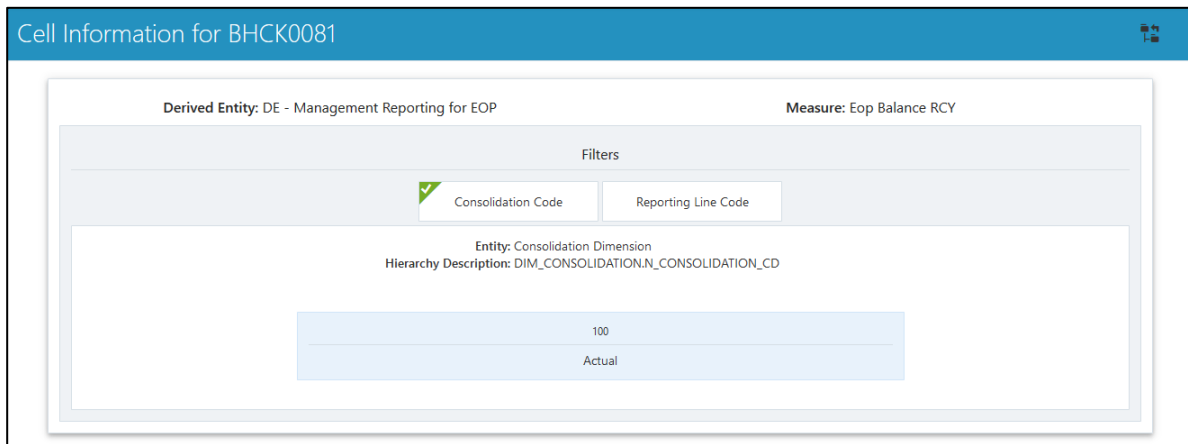 Cell Information for BHCK0081
Derived Entity: DE - Management Reporting for EOP
Measure: Eop Balance RCY
Filters
Consolidation Code
Reporting Line Code
Entity: Consolidation Dimension
Hierarchy Description: DIM_CONSOLIDATION.N_CONSOLIDATION_CD
100
Actual